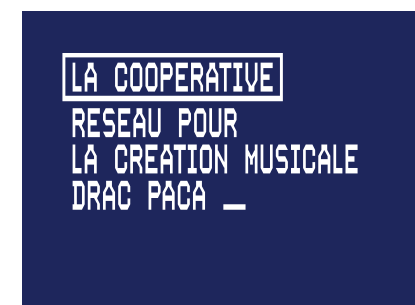 LA COOPERATIVE
RESEAU POUR
LA CREATION MUSICALE
DRAC PACA _